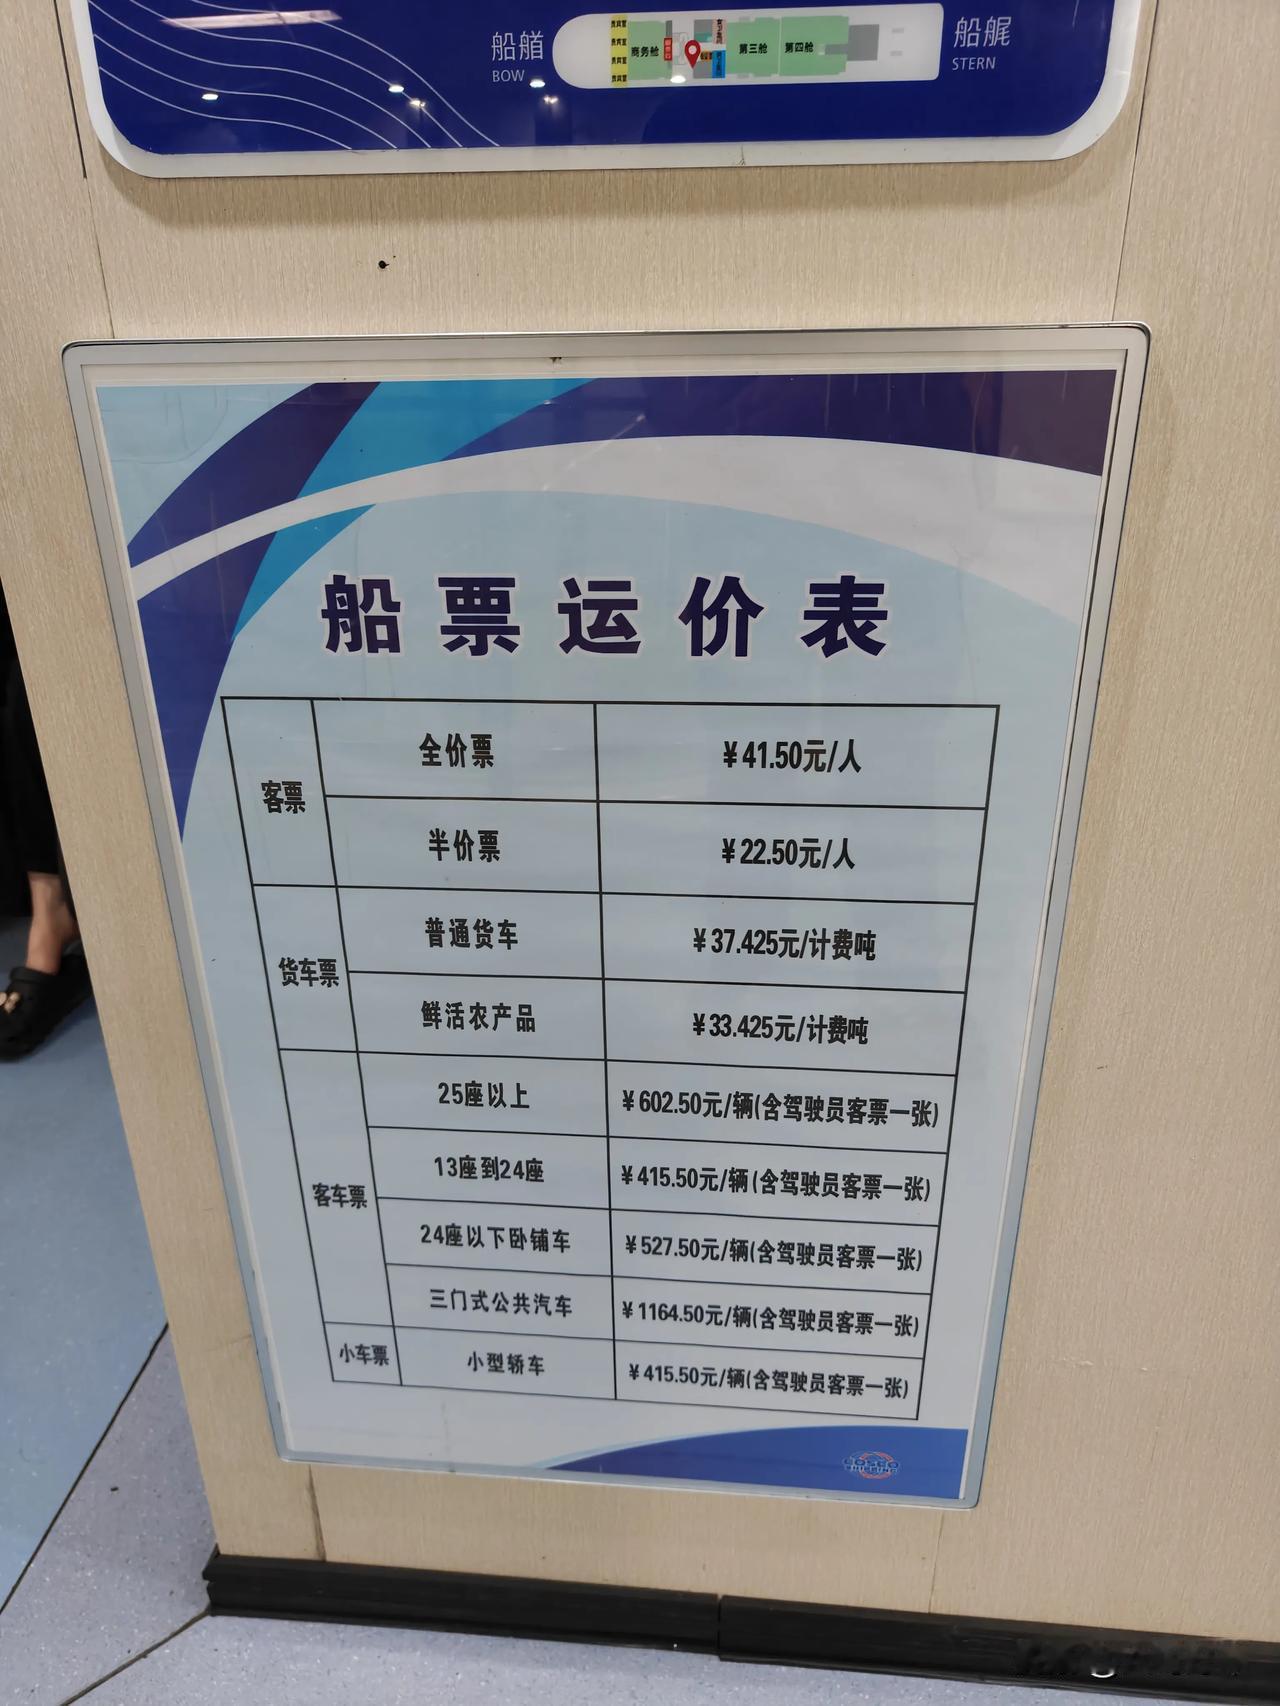 船艏
BOW
商务舱
第三舱
第四舱
船艉
STERN
船票运价表
客票
全价票
¥41.50元/人
半价票
¥22.50元/人
货车票
普通货车
¥37.425元/计费吨
鲜活农产品
¥33.425元/计费吨
客车票
25座以上
¥602.50元/辆(含驾驶员客票一张)
13座到24座
¥415.50元/辆(含驾驶员客票一张)
24座以下卧铺车
¥527.50元/辆(含驾驶员客票一张)
三门式公共汽车
¥1164.50元/辆(含驾驶员客票一张)
小车票
小型轿车
¥415.50元/辆(含驾驶员客票一张)
COSCO
SHIPPING